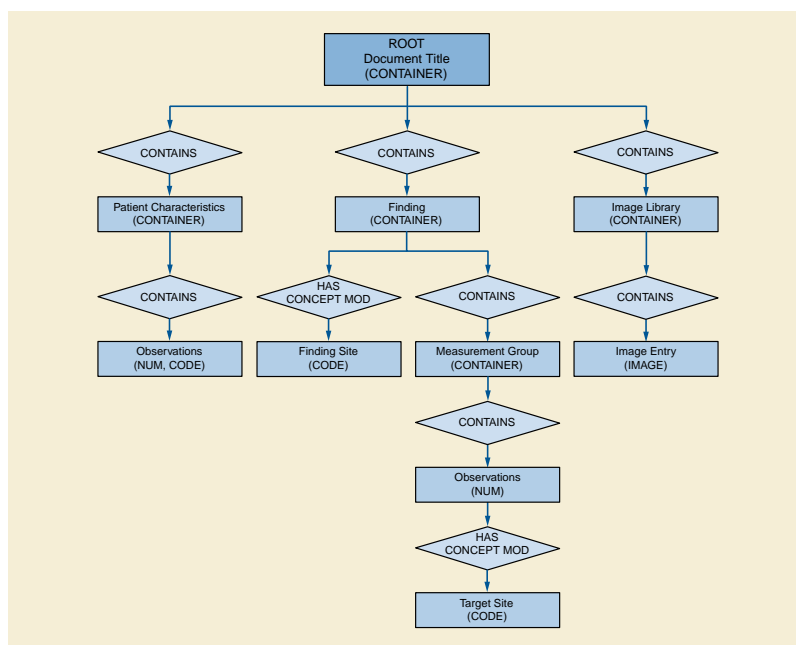 ROOT
Document Title
(CONTAINER)
CONTAINS
CONTAINS
CONTAINS
Patient Characteristics
(CONTAINER)
Finding
(CONTAINER)
Image Library
(CONTAINER)
CONTAINS
HAS
CONCEPT MOD
CONTAINS
CONTAINS
Observations
(NUM, CODE)
Finding Site
(CODE)
Measurement Group
(CONTAINER)
Image Entry
(IMAGE)
CONTAINS
Observations
(NUM)
HAS
CONCEPT MOD
Target Site
(CODE)